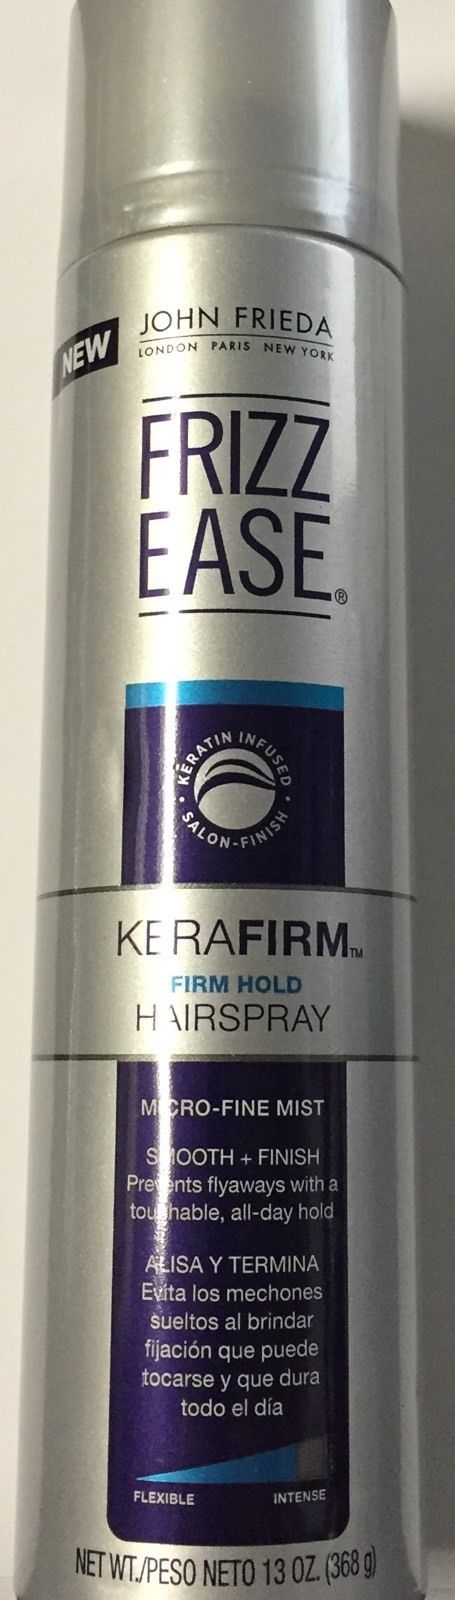 NEW
JOHN FRIEDA
LONDON PARIS NEW YORK
FRIZZ
EASE®
KERATIN INFUSED
• SALON-FINISH •
KERAFIRM™
FIRM HOLD
HAIRSPRAY
MICRO-FINE MIST
SMOOTH + FINISH
Prevents flyaways with a
touchable, all-day hold
ALISA Y TERMINA
Evita los mechones
sueltos al brindar
fijación que puede
tocarse y que dura
todo el día
FLEXIBLE INTENSE
NET WT./PESO NETO 13 OZ. (368 g)